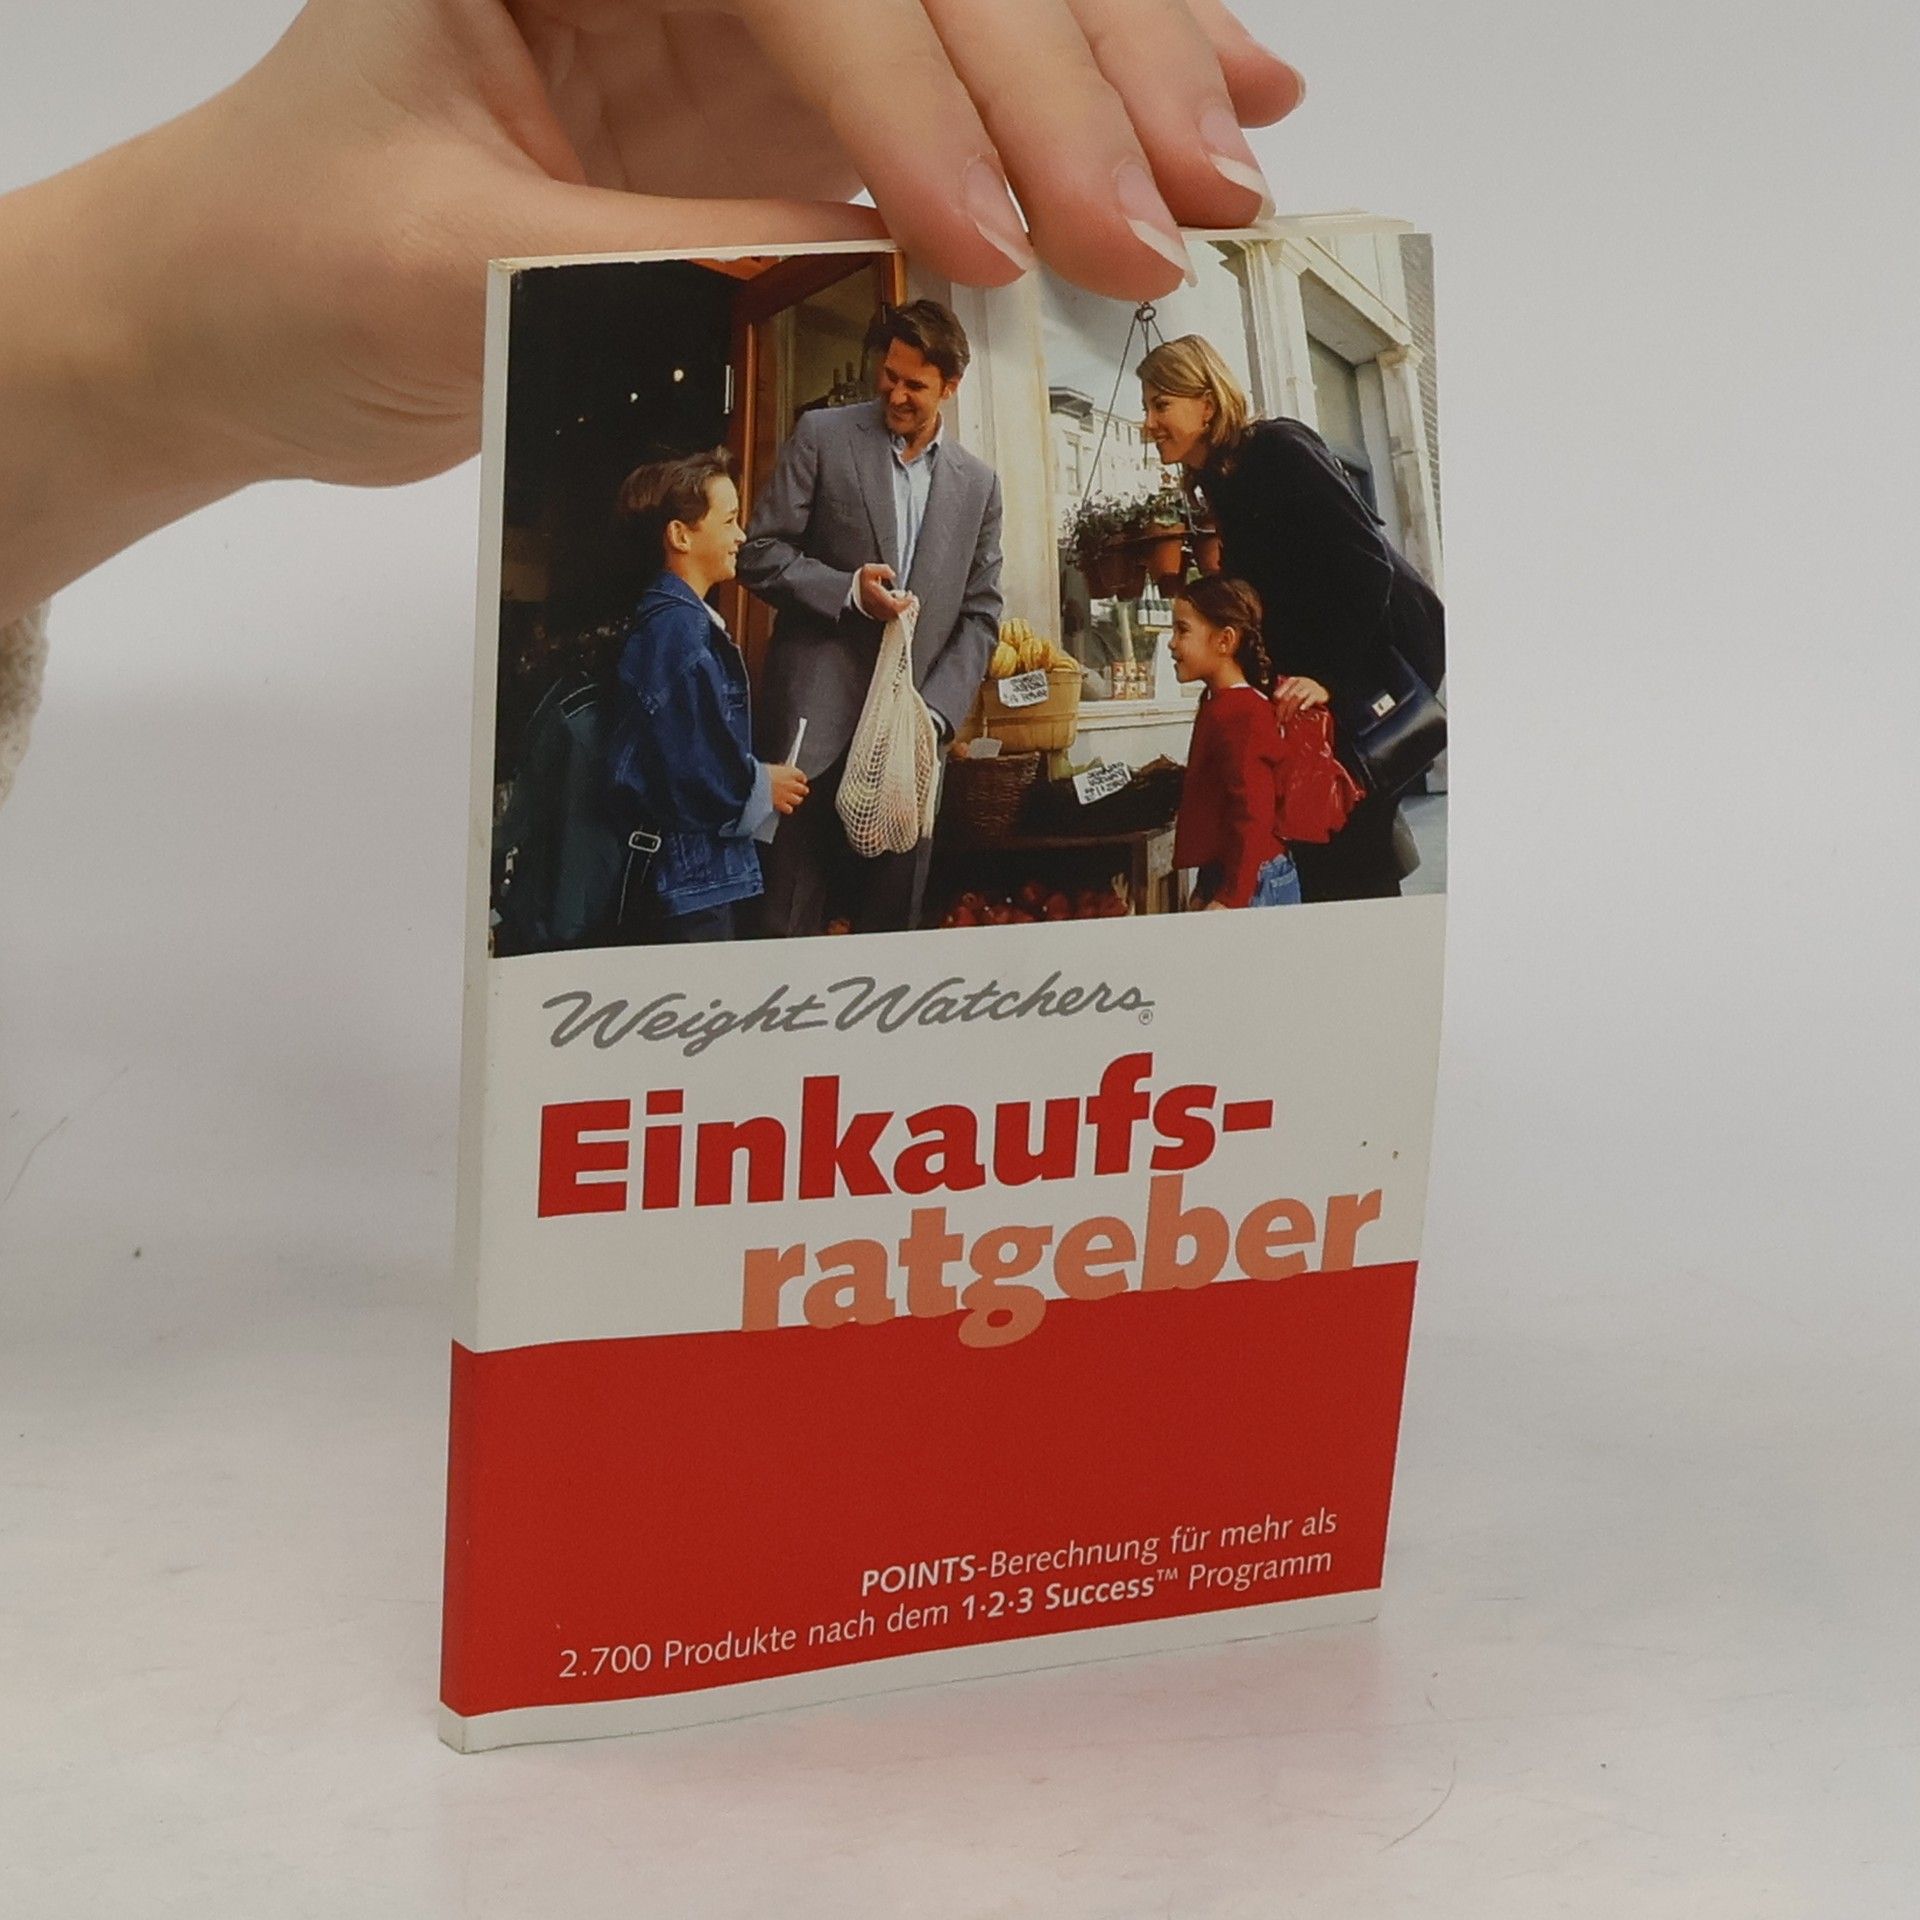 Weight Watchers®
Einkaufs-
ratgeber
POINTS-Berechnung für mehr als
2.700 Produkte nach dem 1·2·3 Success™ Programm